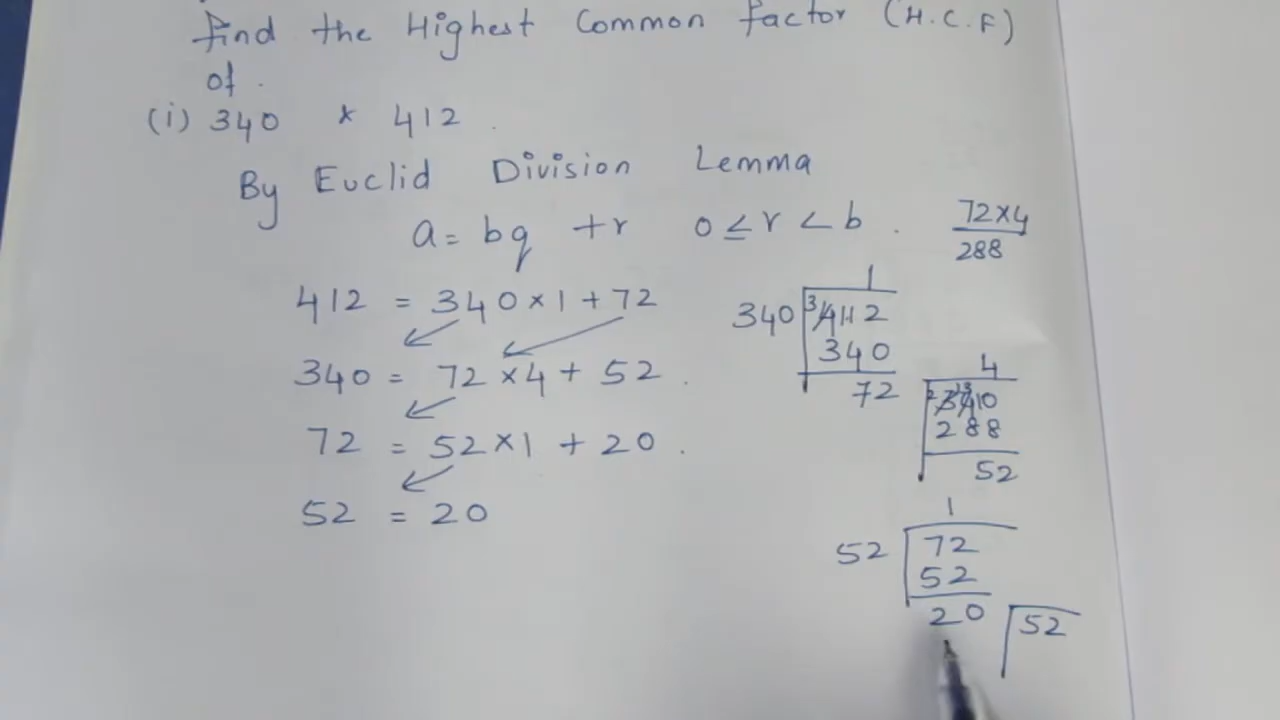 find the Highest Common factor (H.C.F)
of .
(i) 340 * 412 .
By Euclid Division Lemma
a = bq + r 0 ≤ r < b .
72×4
288
412 = 340 × 1 + 72
340 = 72 × 4 + 52 .
72 = 52 × 1 + 20 .
52 = 20
1
340 412
340
72
4
340
288
52
1
52 72
52
20 52